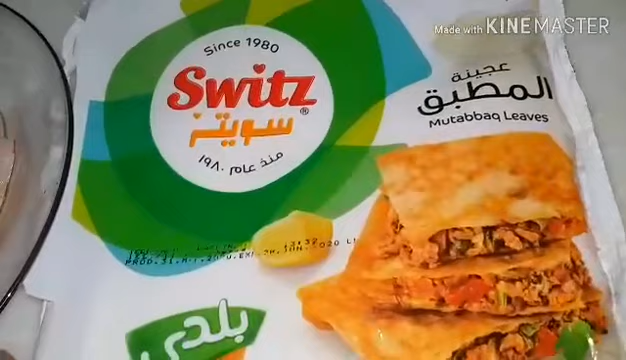 Made with KINEMASTER
Since 1980
Switz®
سويتز
منذ عام ١٩٨٠
عجينة
المطبق
Mutabbaq Leaves
بلدي